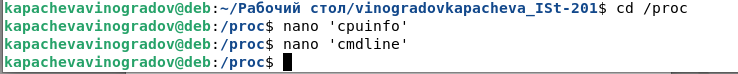 kapachevavinogradov@deb:~/Рабочий стол/vinogradovkapacheva_ISt-201$ cd /proc
kapachevavinogradov@deb:/proc$ nano 'cpuinfo'
kapachevavinogradov@deb:/proc$ nano 'cmdline'
kapachevavinogradov@deb:/proc$